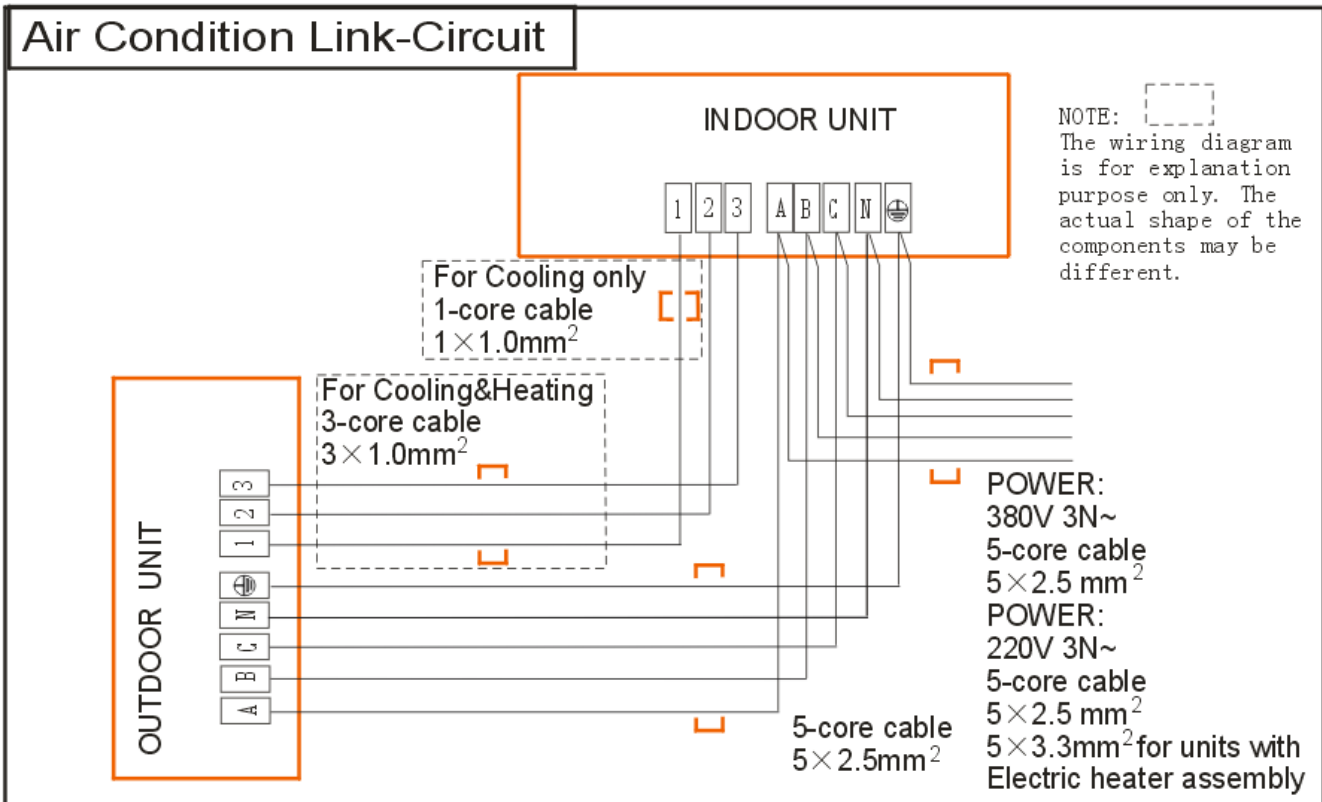 Air Condition Link-Circuit
INDOOR UNIT
1 2 3 A B C N
NOTE:
The wiring diagram
is for explanation
purpose only. The
actual shape of the
components may be
different.
For Cooling only
1-core cable
1×1.0mm²
For Cooling&Heating
3-core cable
3×1.0mm²
OUTDOOR UNIT
3
2
1
N
C
B
A
5-core cable
5×2.5mm²
POWER:
380V 3N~
5-core cable
5×2.5 mm²
POWER:
220V 3N~
5-core cable
5×2.5 mm²
5×3.3mm² for units with
Electric heater assembly